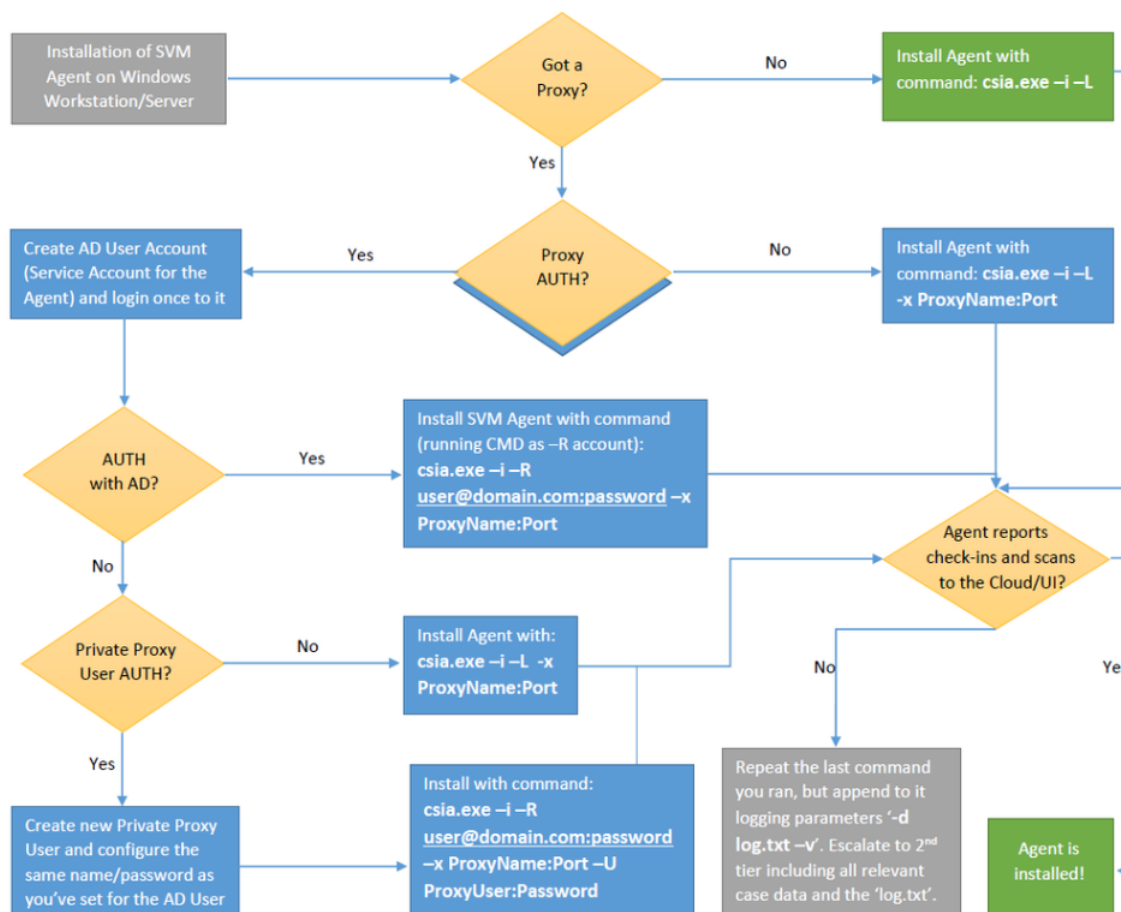 Installation of SVM
Agent on Windows
Workstation/Server
Got a
Proxy?
No
Install Agent with
command: csia.exe –i –L
Yes
Create AD User Account
(Service Account for the
Agent) and login once to it
Yes
Proxy
AUTH?
No
Install Agent with
command: csia.exe –i –L
-x ProxyName:Port
AUTH
with AD?
Yes
Install SVM Agent with command
(running CMD as –R account):
csia.exe –i –R
user@domain.com:password –x
ProxyName:Port
Agent reports
check-ins and scans
to the Cloud/UI?
No
Private Proxy
User AUTH?
No
Install Agent with:
csia.exe –i –L -x
ProxyName:Port
No
Ye
Yes
Create new Private Proxy
User and configure the
same name/password as
you've set for the AD User
Install with command:
csia.exe –i –R
user@domain.com:password
–x ProxyName:Port –U
ProxyUser:Password
Repeat the last command
you ran, but append to it
logging parameters '-d
log.txt –v'. Escalate to 2nd
tier including all relevant
case data and the 'log.txt'.
Agent is
installed!